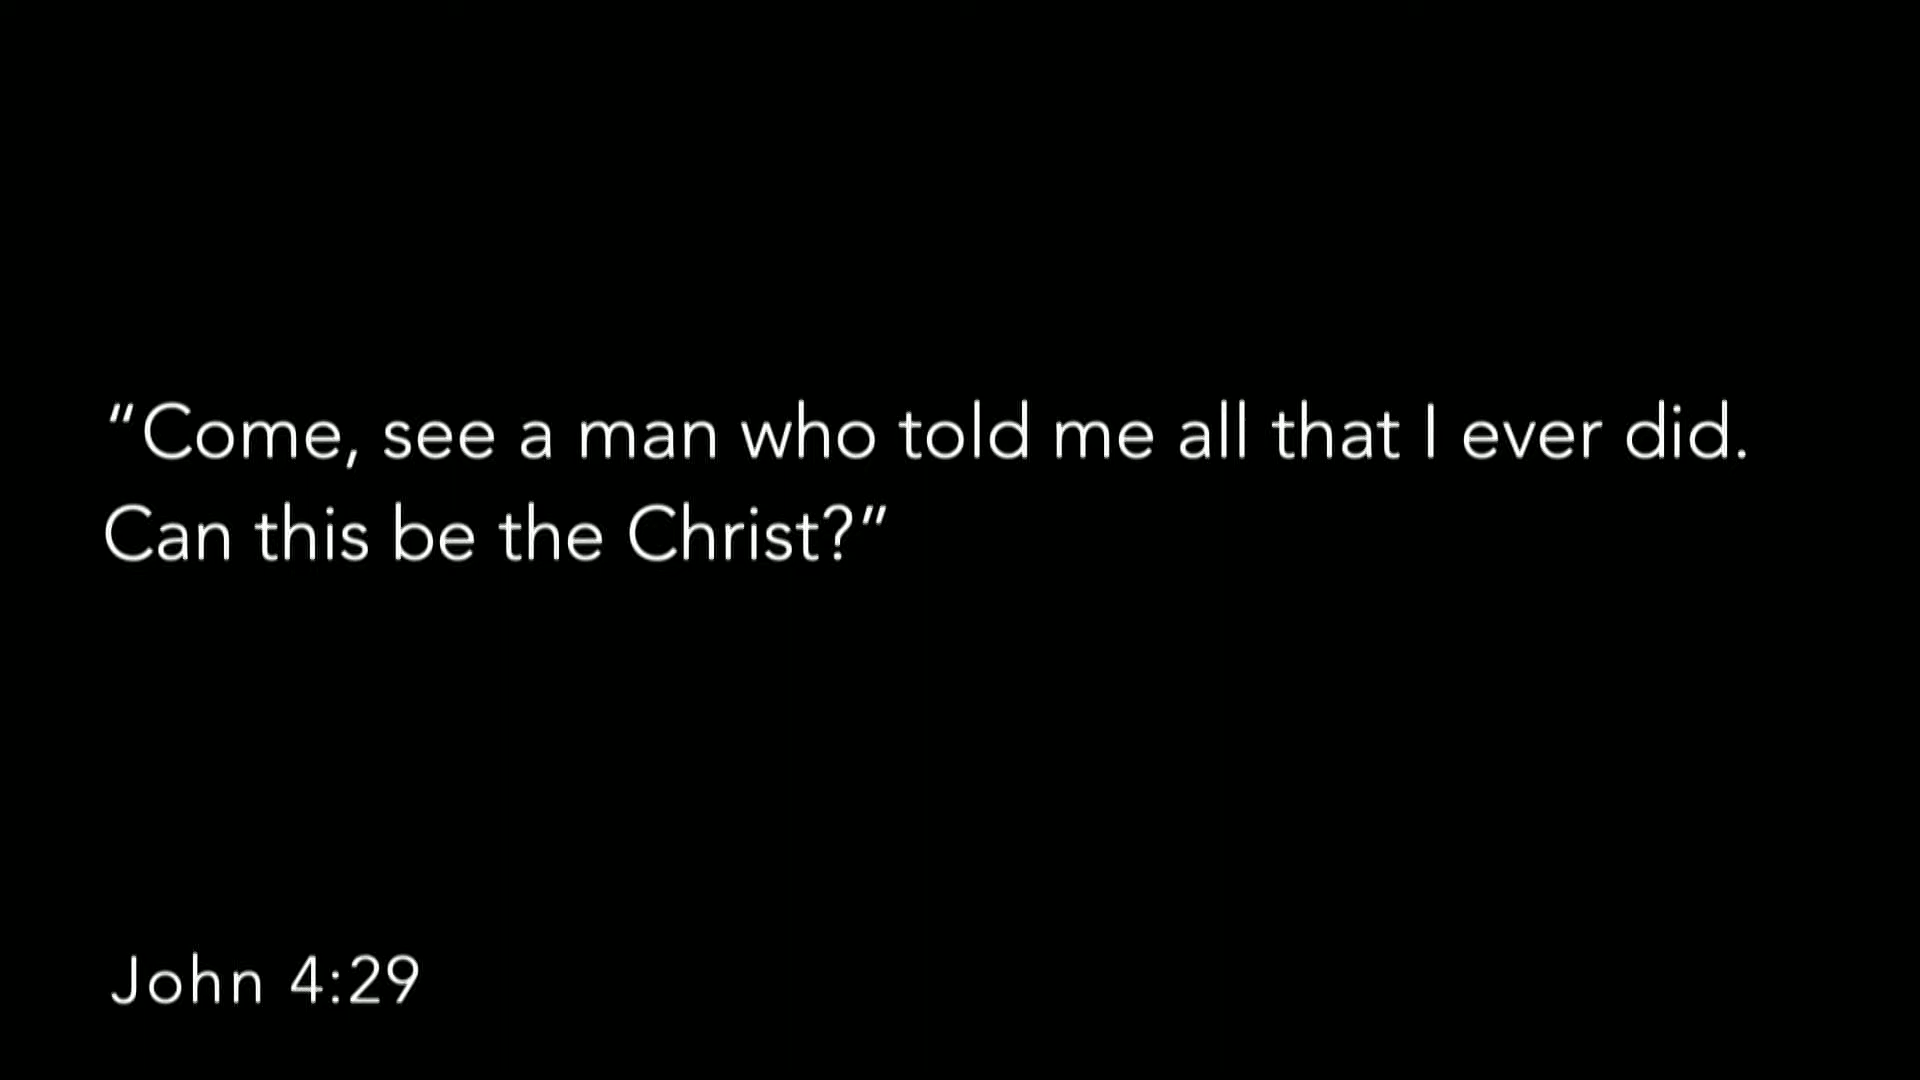 “Come, see a man who told me all that I ever did.
Can this be the Christ?”
John 4:29